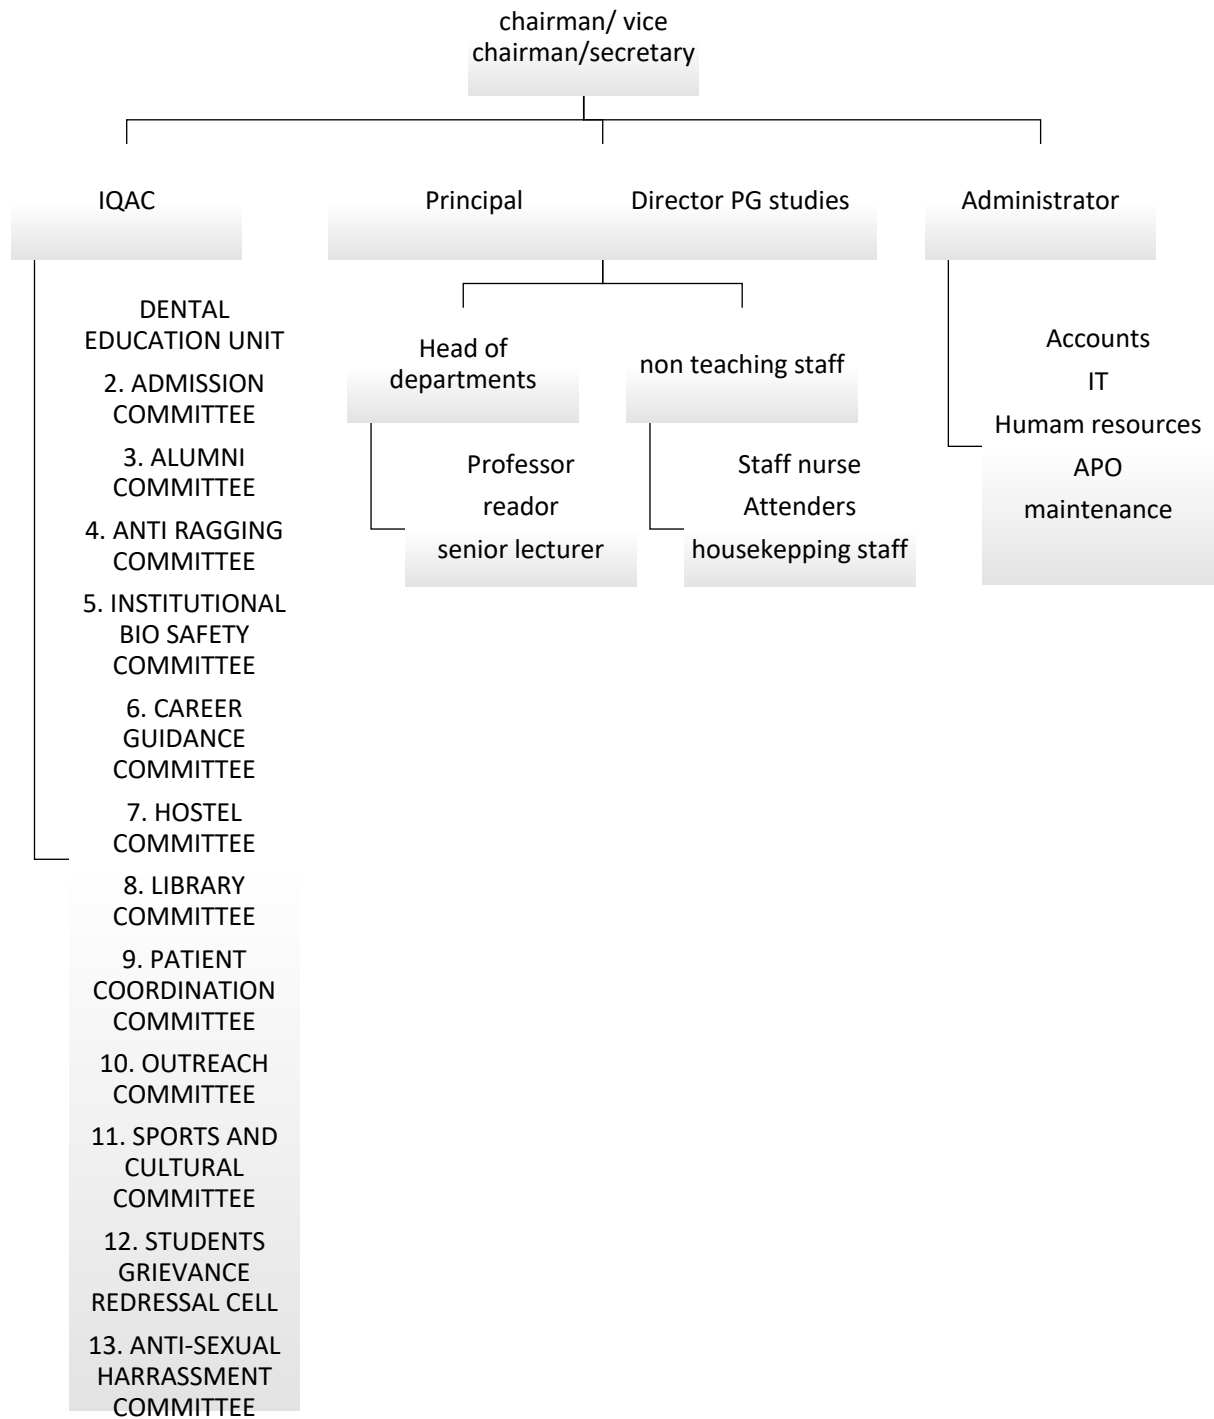 chairman/ vice
chairman/secretary
IQAC
Principal
Director PG studies
Administrator
DENTAL
EDUCATION UNIT
2. ADMISSION
COMMITTEE
3. ALUMNI
COMMITTEE
4. ANTI RAGGING
COMMITTEE
5. INSTITUTIONAL
BIO SAFETY
COMMITTEE
6. CAREER
GUIDANCE
COMMITTEE
7. HOSTEL
COMMITTEE
8. LIBRARY
COMMITTEE
9. PATIENT
COORDINATION
COMMITTEE
10. OUTREACH
COMMITTEE
11. SPORTS AND
CULTURAL
COMMITTEE
12. STUDENTS
GRIEVANCE
REDRESSAL CELL
13. ANTI-SEXUAL
HARRASSMENT
COMMITTEE
Head of
departments
Professor
reador
senior lecturer
non teaching staff
Staff nurse
Attenders
housekepping staff
Accounts
IT
Humam resources
APO
maintenance